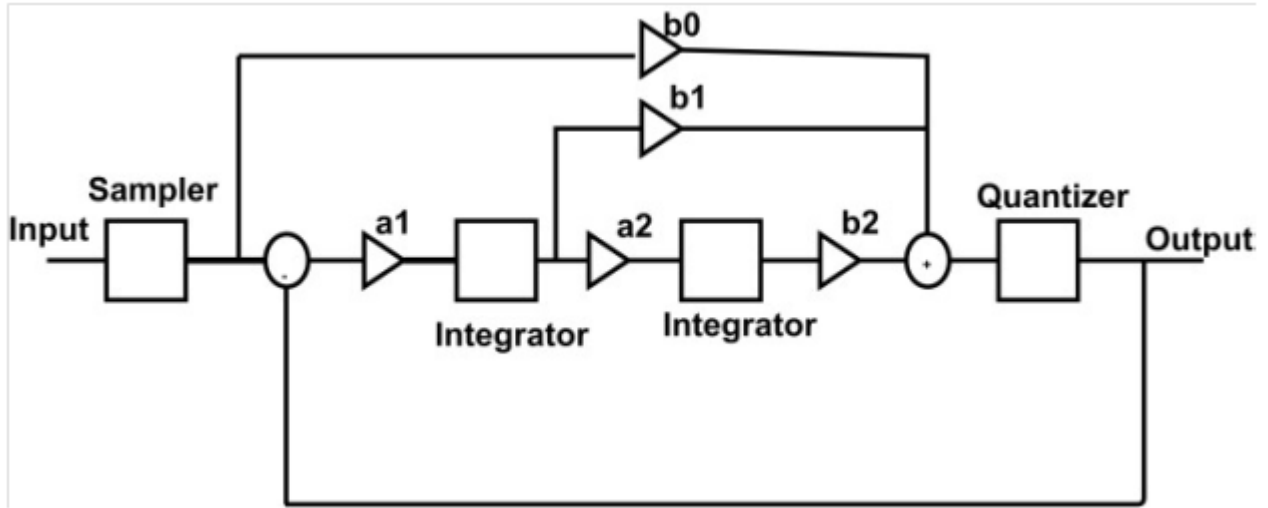 b0
b1
Sampler
Quantizer
Input
a1
a2
b2
Output
-
+
Integrator
Integrator